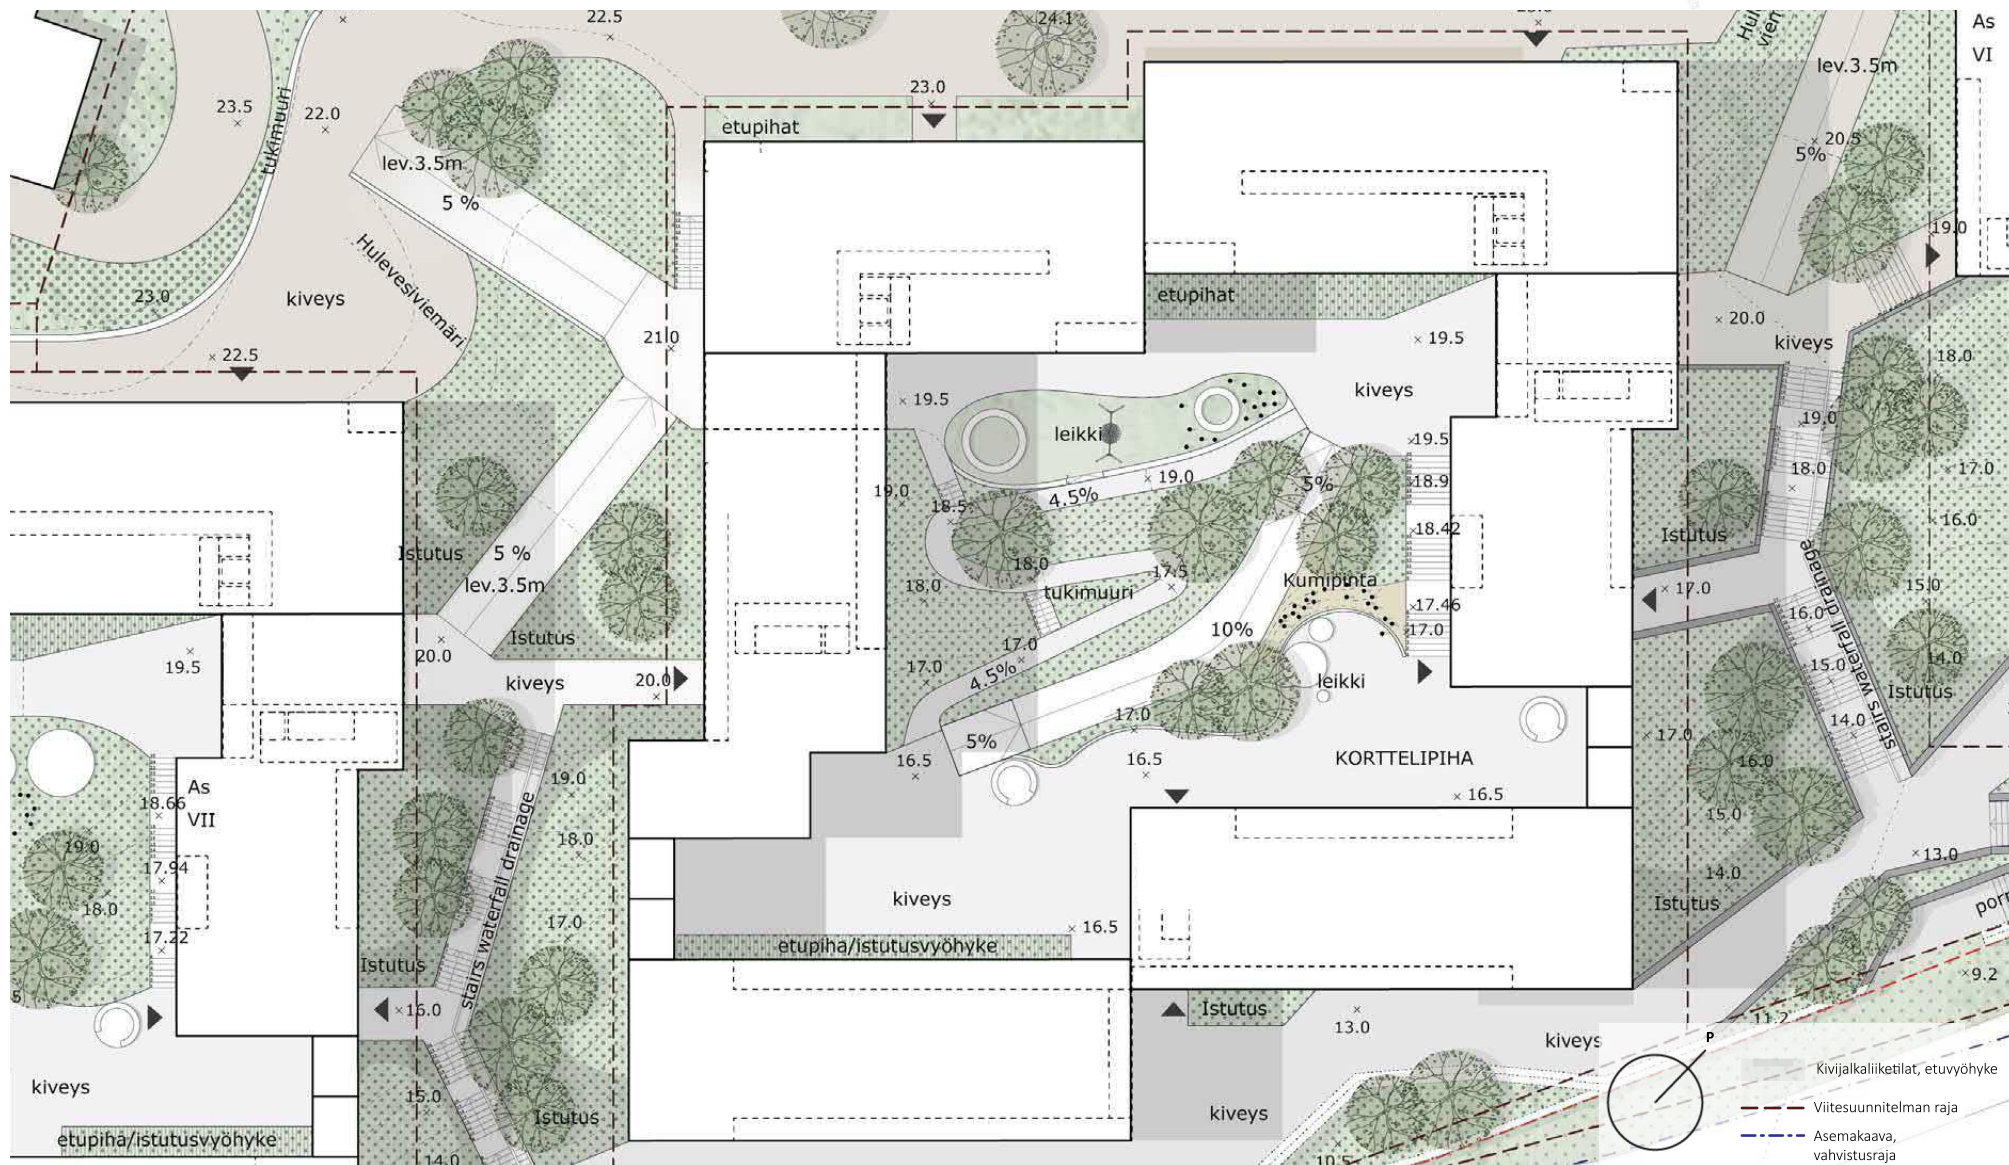 22.5
24.1
As
VI
lev.3.5m
23.5
22.0
tukimuuri
23.0
etupihat
lev.3.5m
5 %
20.5
5%
19.0
Hulevesiviemäri
23.0
kiveys
22.5
21.0
etupihat
19.5
kiveys
20.0
kiveys
18.0
19.5
leikki
19.5
19.0
17.0
19.0
18.9
18.0
19.0
4.5%
5%
18.5
18.42
16.0
Istutus
Istutus
5 %
lev.3.5m
18.0
18.0
17.5
Kumipinta
tukimuuri
17.46
17.0
15.0
16.0
stairs waterfall drainage
10%
17.0
Istutus
17.0
14.0
20.0
19.5
kiveys
20.0
17.0
4.5%
leikki
15.0
Istutus
17.0
14.0
5%
16.5
16.5
KORTTELIPIHA
17.0
16.0
16.5
As
VII
18.66
19.0
18.0
stairs waterfall drainage
15.0
19.0
17.94
13.0
14.0
18.0
17.0
kiveys
Istutus
17.22
16.5
etupiha/istutusvyöhyke
Istutus
9.2
16.0
Istutus
13.0
11.2
kiveys
kiveys
15.0
kiveys
etupiha/istutusvyöhyke
Istutus
14.0
10.5
P
Kivijalkaliiketilat, etuvyöhyke
Viitesuunnitelman raja
Asemakaava,
vahvistusraja